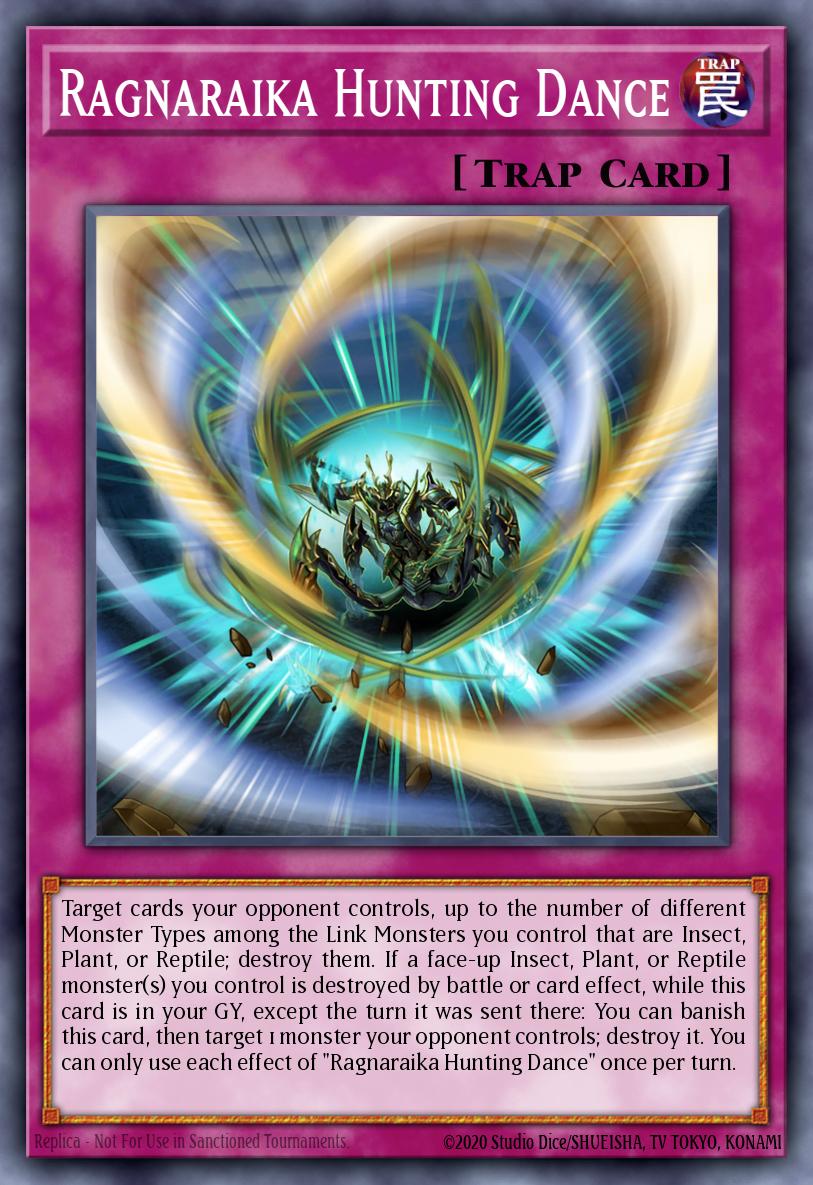 Ragnaraika Hunting Dance
TRAP
罠
[Trap Card]
Target cards your opponent controls, up to the number of different
Monster Types among the Link Monsters you control that are Insect,
Plant, or Reptile; destroy them. If a face-up Insect, Plant, or Reptile
monster(s) you control is destroyed by battle or card effect, while this
card is in your GY, except the turn it was sent there: You can banish
this card, then target 1 monster your opponent controls; destroy it. You
can only use each effect of "Ragnaraika Hunting Dance" once per turn.
Replica - Not For Use in Sanctioned Tournaments.
©2020 Studio Dice/SHUEISHA, TV TOKYO, KONAMI